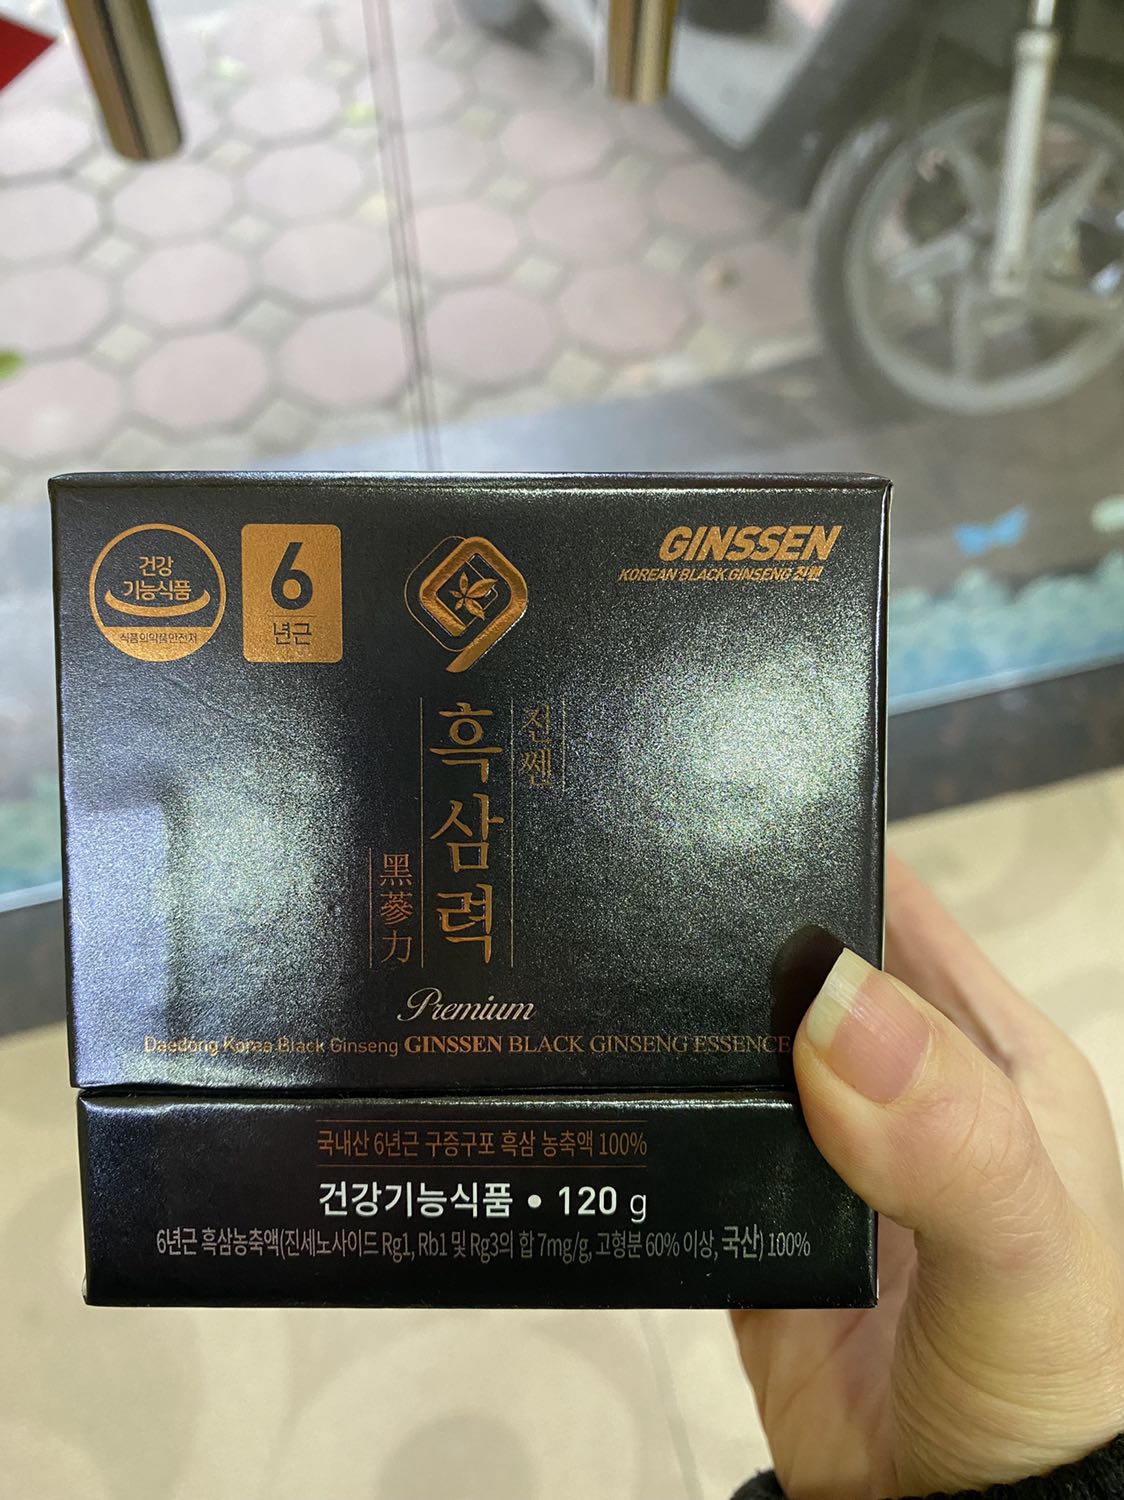 건강
기능식품
식품의약품안전처
6
년근
GINSSEN
KOREAN BLACK GINSENG 진쎈
진쎈
흑삼력
黑蔘力
Premium
Daedong Korea Black Ginseng GINSSEN BLACK GINSENG ESSENCE
국내산 6년근 구증구포 흑삼 농축액 100%
건강기능식품 • 120 g
6년근 흑삼농축액(진세노사이드 Rg1, Rb1 및 Rg3의 합 7mg/g, 고형분 60% 이상, 국산) 100%